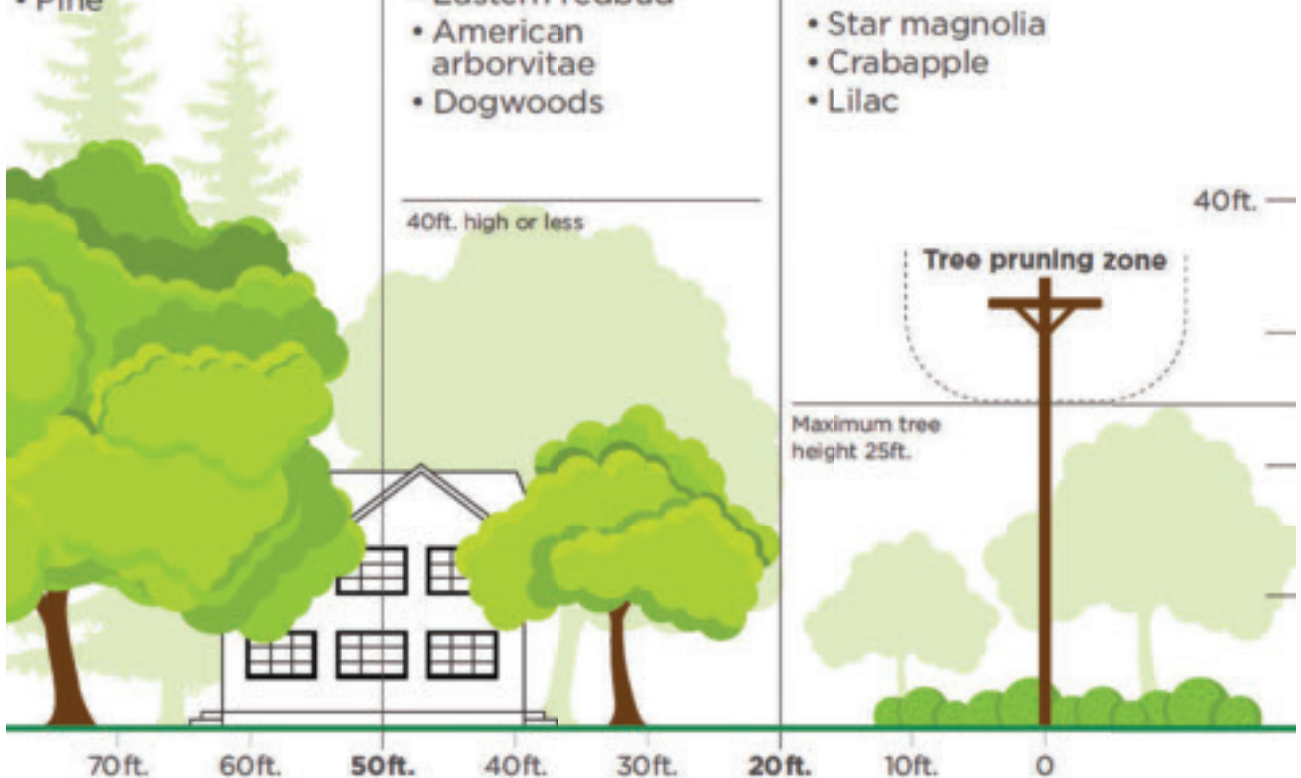 • Pine
Eastern redbud
• American
arborvitae
• Dogwoods
• Star magnolia
• Crabapple
• Lilac
40ft. high or less
40ft.
Tree pruning zone
Maximum tree
height 25ft.
70ft. 60ft. 50ft. 40ft. 30ft. 20ft. 10ft. 0